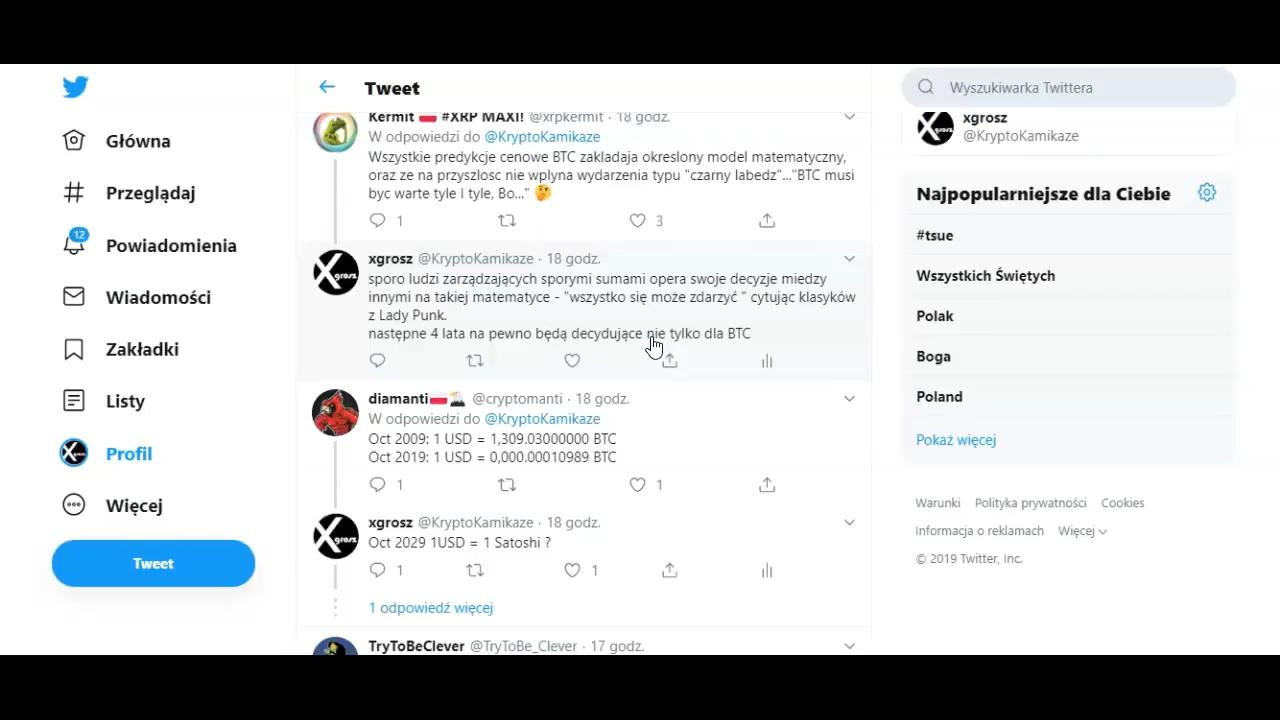 Tweet
Wyszukiwarka Twittera
Główna
Przeglądaj
12
Powiadomienia
Wiadomości
Zakładki
Listy
Profil
Więcej
Tweet
Kermit #XRP MAXI! @xrpkermit · 18 godz.
W odpowiedzi do @KryptoKamikaze
Wszystkie predykcje cenowe BTC zakladaja okreslony model matematyczny,
oraz ze na przyszlosc nie wplyna wydarzenia typu "czarny labedz"..."BTC musi
byc warte tyle I tyle, Bo..."
1 3
xgrosz @KryptoKamikaze · 18 godz.
sporo ludzi zarządzających sporymi sumami opera swoje decyzje miedzy
innymi na takiej matematyce - "wszystko się może zdarzyć " cytując klasyków
z Lady Punk.
następne 4 lata na pewno będą decydujące nie tylko dla BTC
diamanti @cryptomanti · 18 godz.
W odpowiedzi do @KryptoKamikaze
Oct 2009: 1 USD = 1,309.03000000 BTC
Oct 2019: 1 USD = 0,000.00010989 BTC
1 1
xgrosz @KryptoKamikaze · 18 godz.
Oct 2029 1USD = 1 Satoshi ?
1 1
1 odpowiedź więcej
TryToBeClever @TryToBe_Clever · 17 godz.
xgrosz
@KryptoKamikaze
Najpopularniejsze dla Ciebie
#tsue
Wszystkich Świętych
Polak
Boga
Poland
Pokaż więcej
Warunki Polityka prywatności Cookies
Informacja o reklamach Więcej
© 2019 Twitter, Inc.
Xgrosz
Xgrosz
Xgrosz